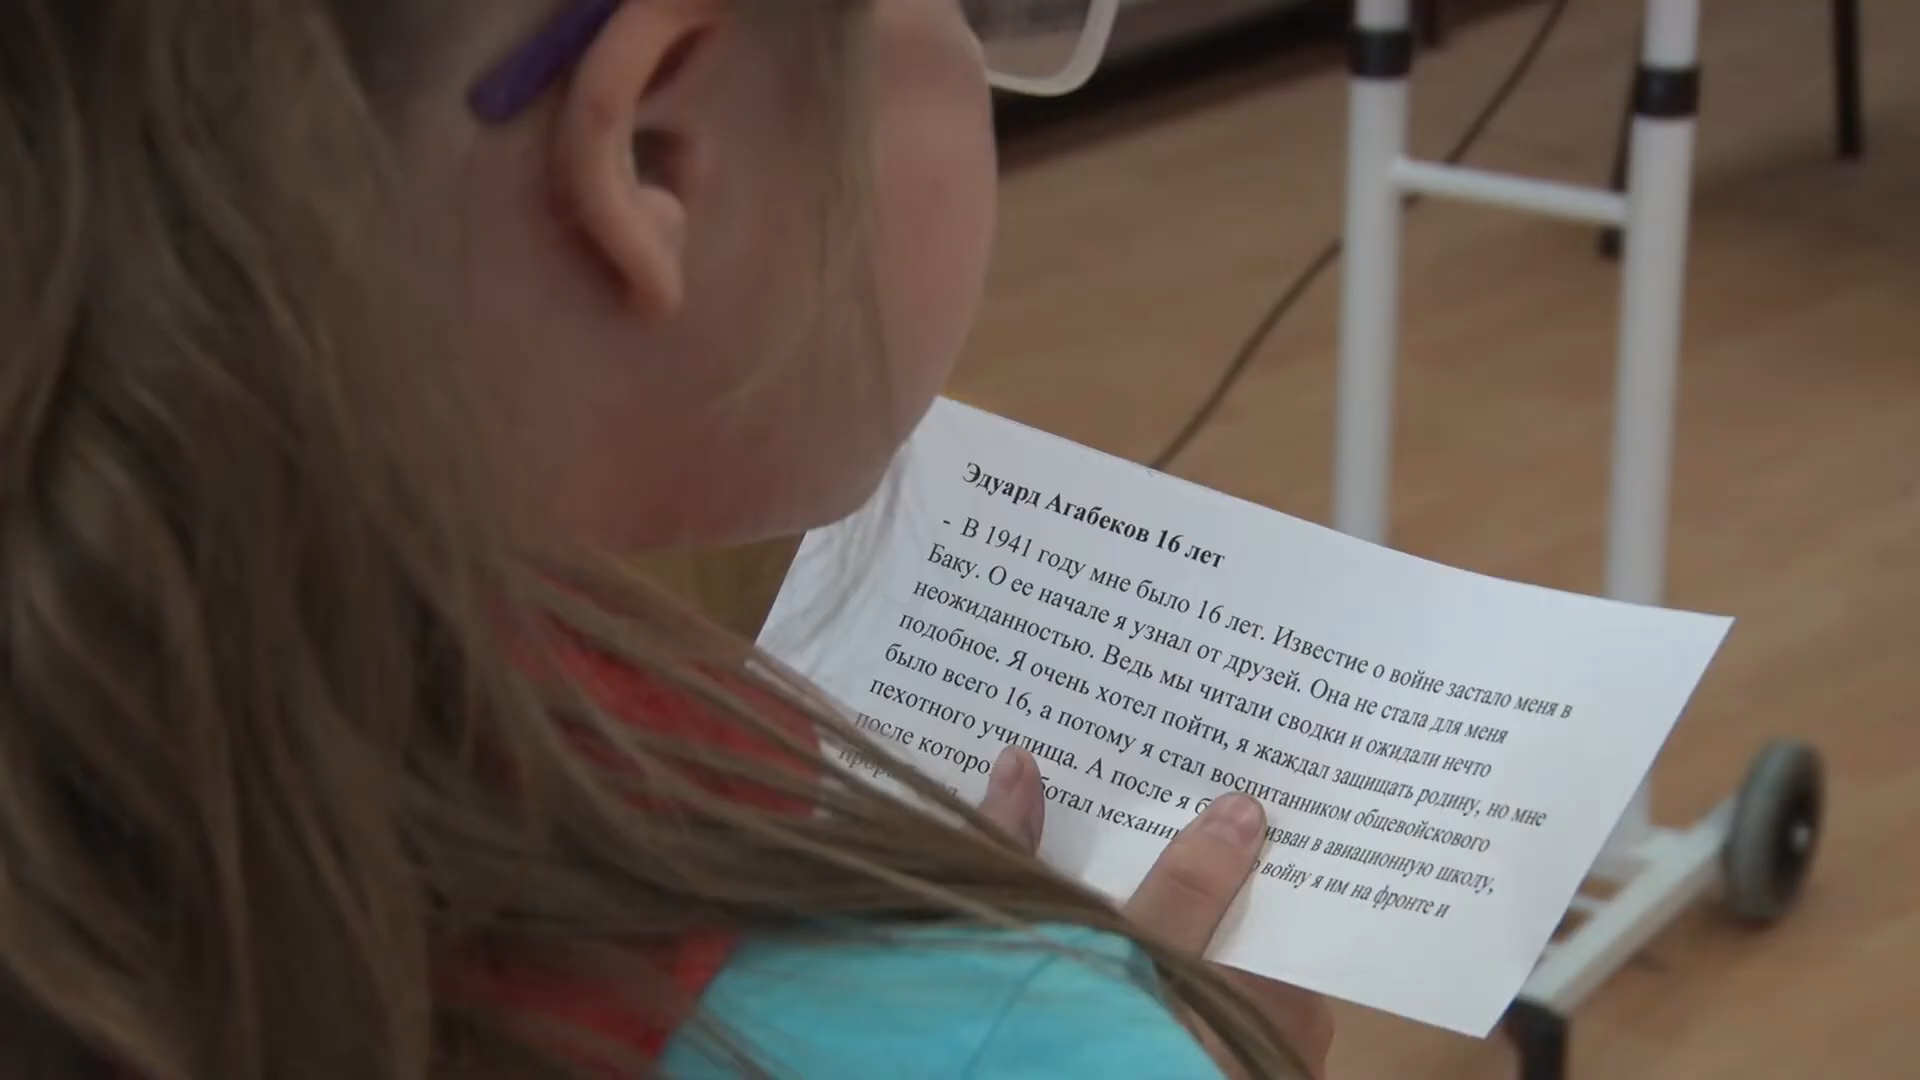 Эдуард Агабеков 16 лет
- В 1941 году мне было 16 лет. Известие о войне застало меня в
Баку. О ее начале я узнал от друзей. Она не стала для меня
неожиданностью. Ведь мы читали сводки и ожидали нечто
подобное. Я очень хотел пойти, я жаждал защищать родину, но мне
было всего 16, а потому я стал воспитанником общевойскового
пехотного училища. А после я в авиационную школу,
после механи войну я им на фронте и